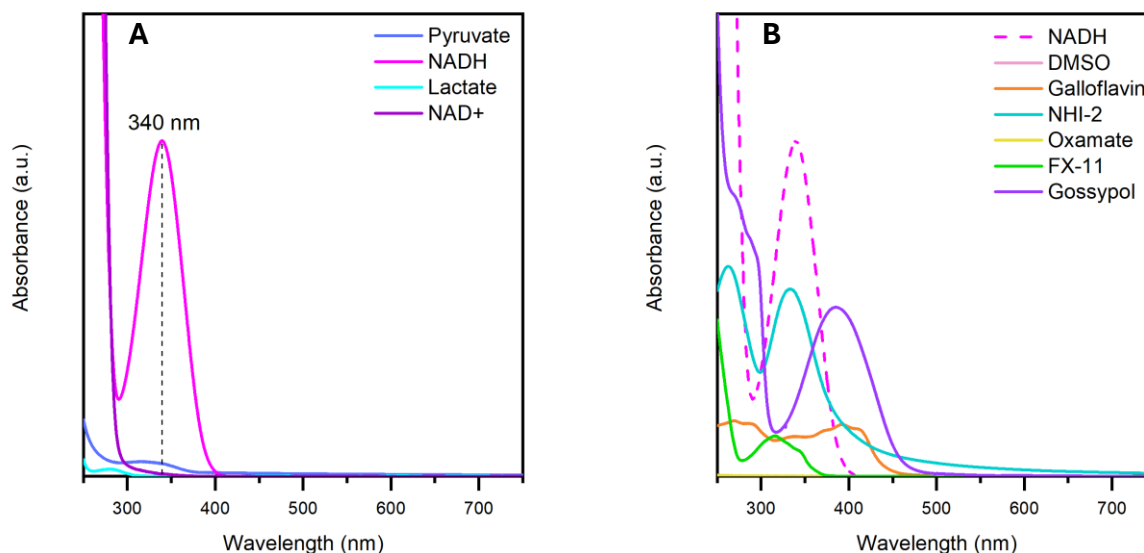 A
Pyruvate
NADH
Lactate
NAD+
340 nm
Absorbance (a.u.)
300 400 500 600 700
Wavelength (nm)
B
NADH
DMSO
Galloflavin
NHI-2
Oxamate
FX-11
Gossypol
Absorbance (a.u.)
300 400 500 600 700
Wavelength (nm)